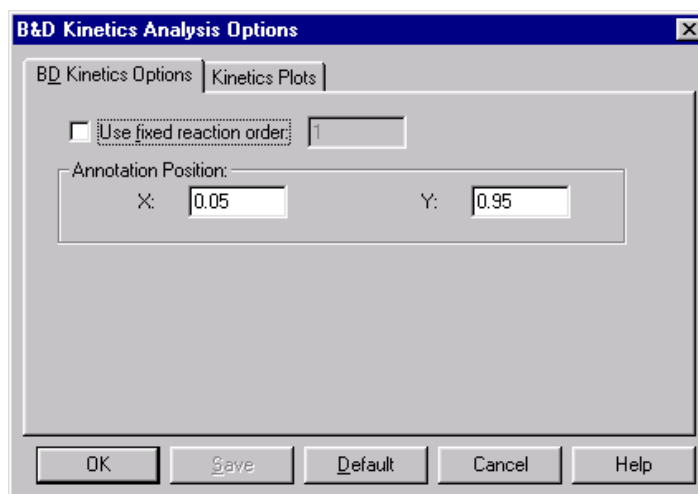 B&D Kinetics Analysis Options
BD Kinetics Options Kinetics Plots
Use fixed reaction order: 1
Annotation Position:
X: 0.05 Y: 0.95
OK Save Default Cancel Help